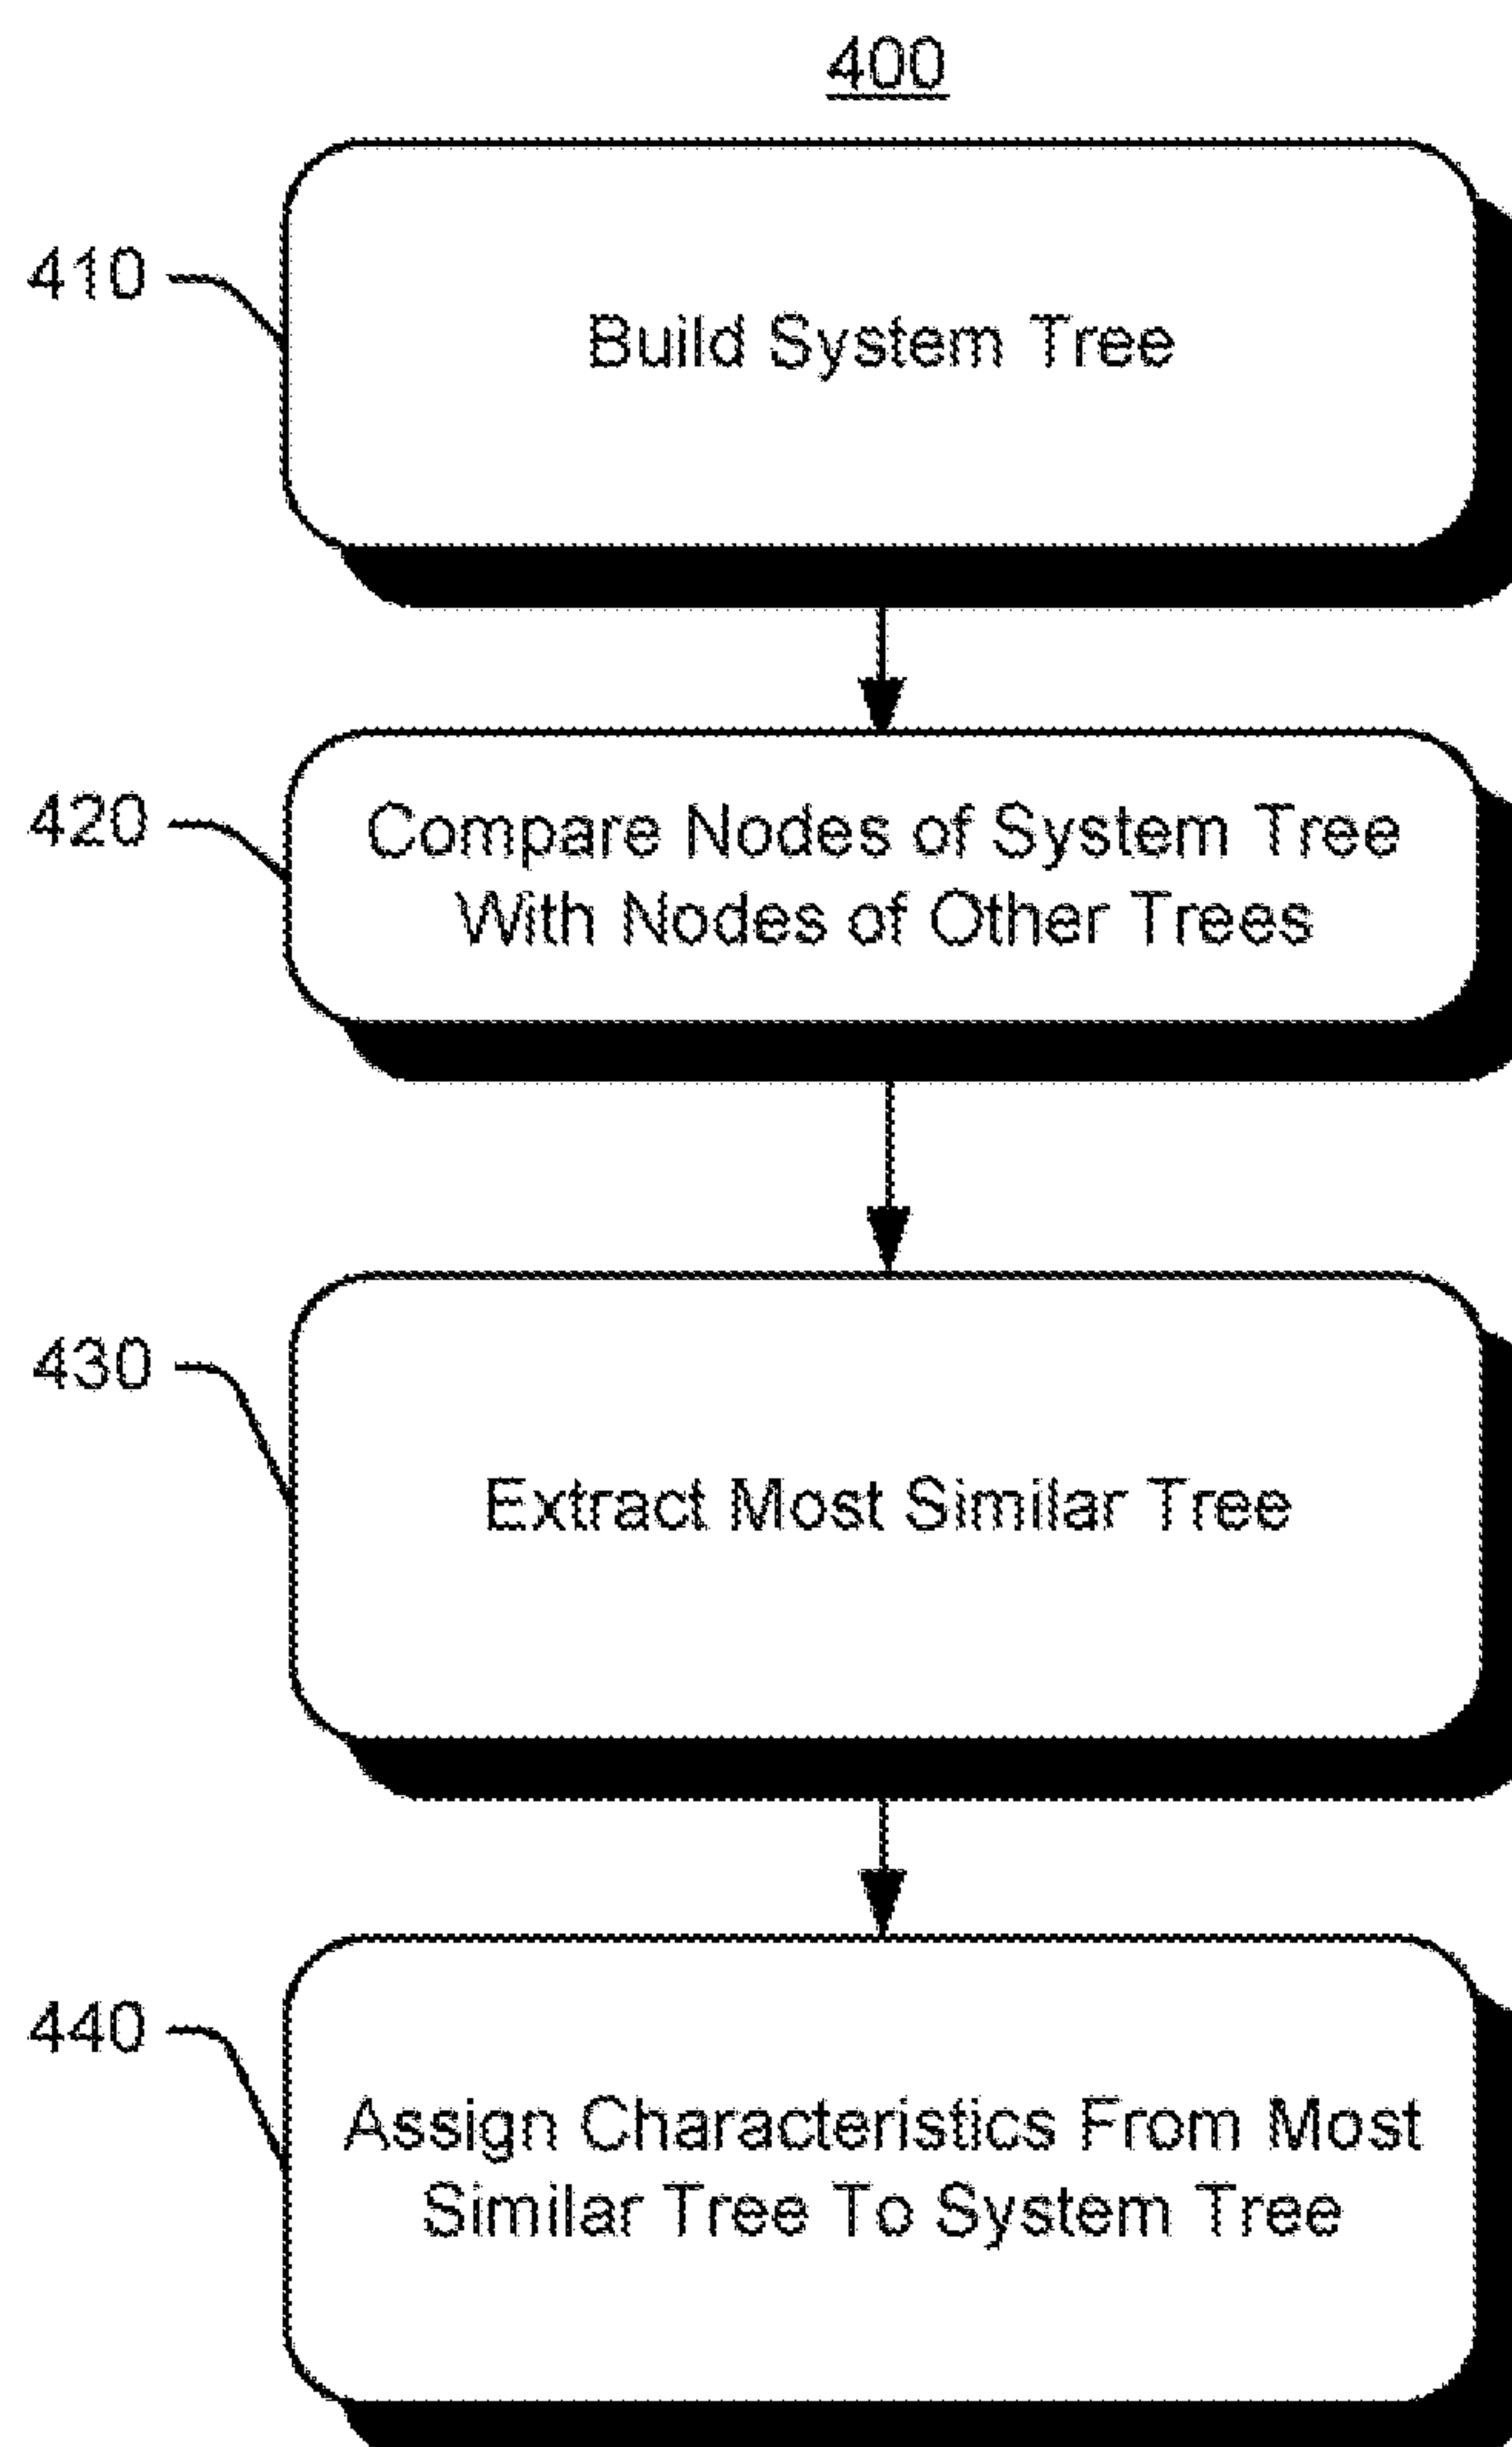 400
410
Build System Tree
420
Compare Nodes of System Tree
With Nodes of Other Trees
430
Extract Most Similar Tree
440
Assign Characteristics From Most
Similar Tree To System Tree